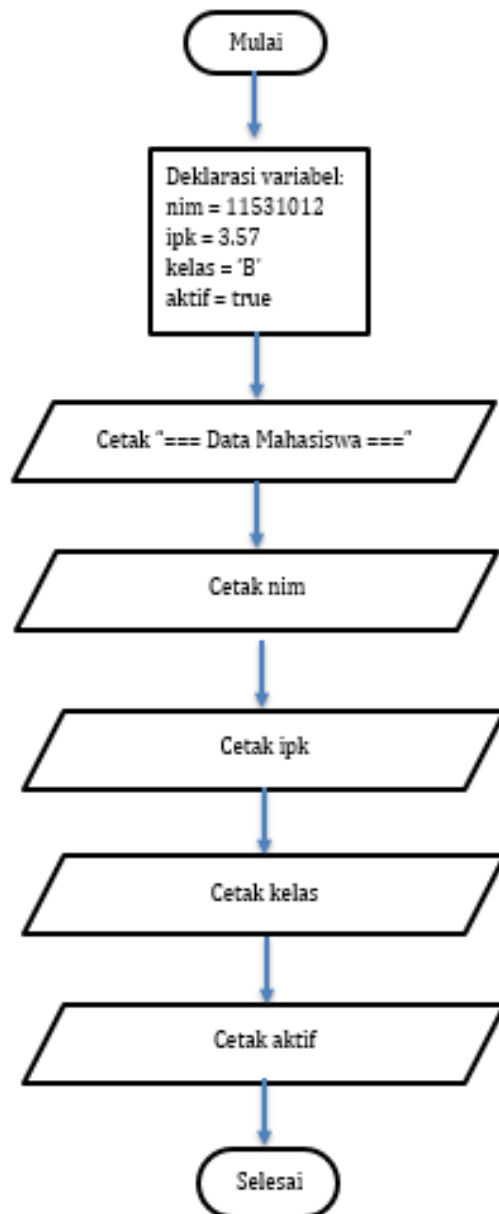 Mulai
Deklarasi variabel:
nim = 11531012
ipk = 3.57
kelas = 'B'
aktif = true
Cetak "=== Data Mahasiswa ==="
Cetak nim
Cetak ipk
Cetak kelas
Cetak aktif
Selesai